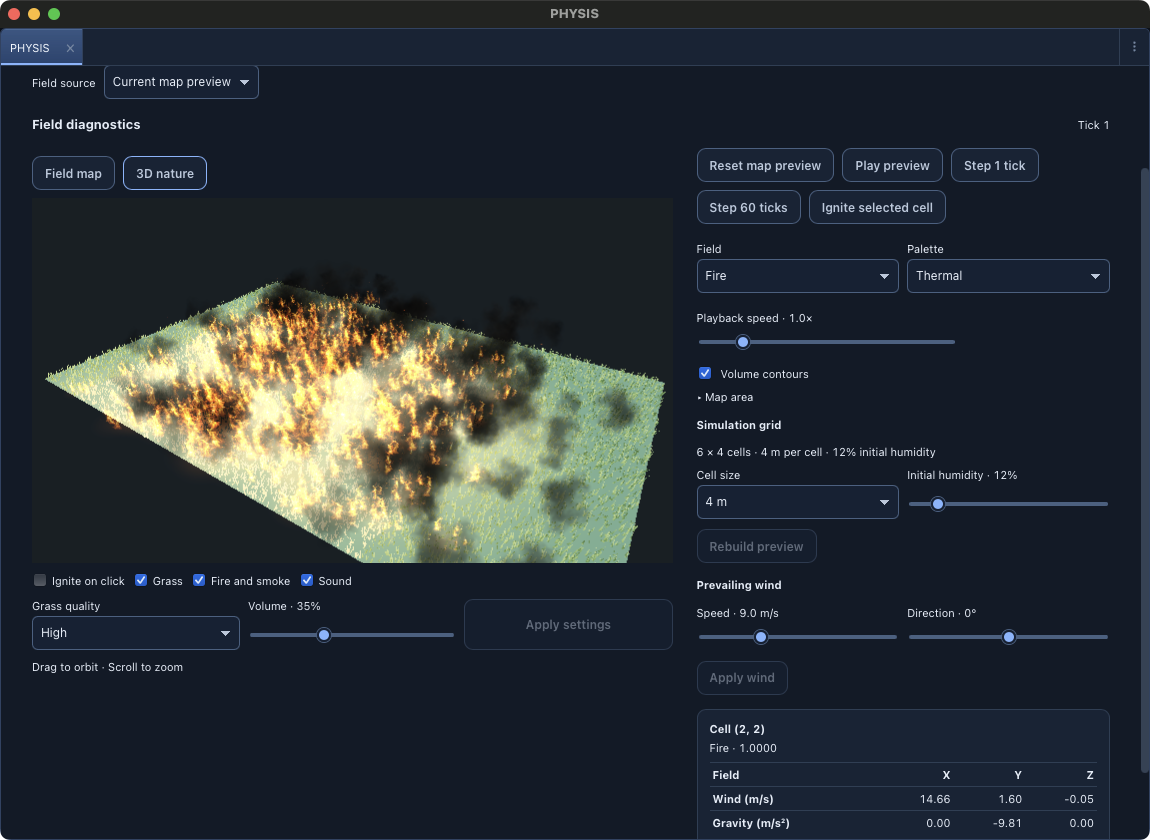 PHYSIS
PHYSIS ×
Field source Current map preview
Field diagnostics
Tick 1
Field map 3D nature
Reset map preview Play preview Step 1 tick
Step 60 ticks Ignite selected cell
Field Palette
Fire Thermal
Playback speed · 1.0×
Volume contours
▸ Map area
Simulation grid
6 × 4 cells · 4 m per cell · 12% initial humidity
Cell size Initial humidity · 12%
4 m
Rebuild preview
Prevailing wind
Speed · 9.0 m/s Direction · 0°
Apply wind
Cell (2, 2)
Fire · 1.0000
Field X Y Z
Wind (m/s) 14.66 1.60 -0.05
Gravity (m/s²) 0.00 -9.81 0.00
Ignite on click Grass Fire and smoke Sound
Grass quality Volume · 35%
High
Apply settings
Drag to orbit · Scroll to zoom